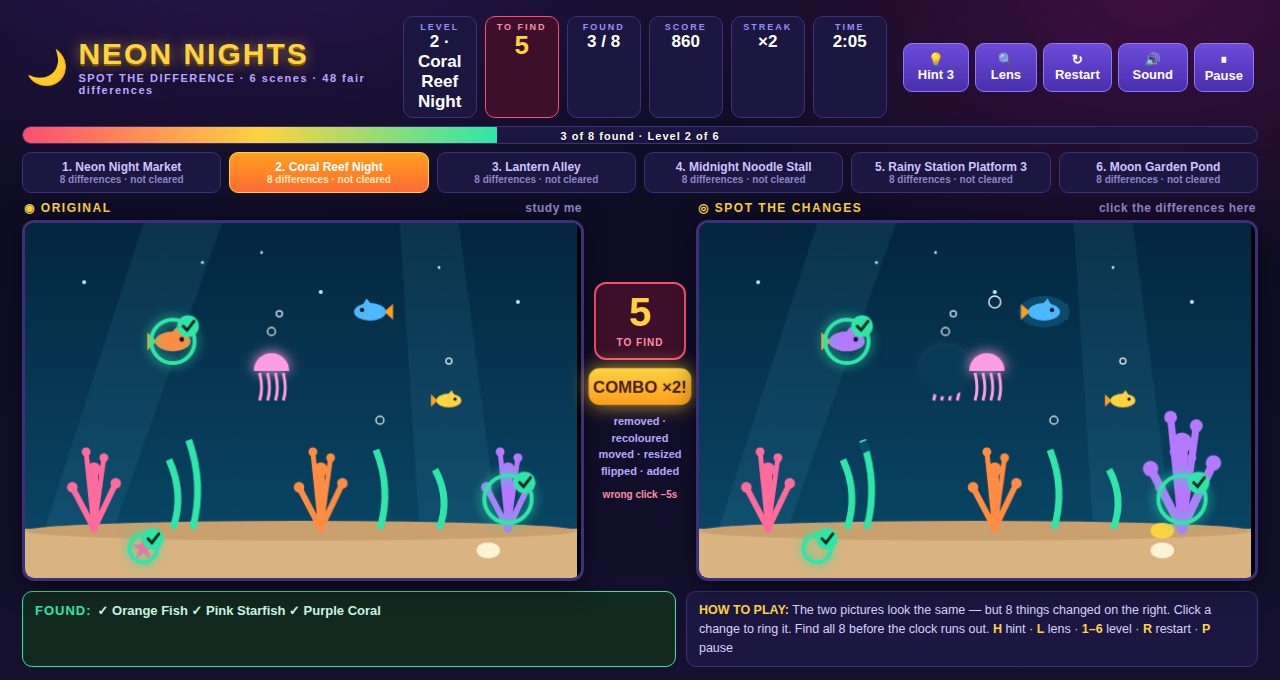 🌙 NEON NIGHTS
SPOT THE DIFFERENCE · 6 scenes · 48 fair
differences
LEVEL
2 ·
Coral
Reef
Night
TO FIND
5
FOUND
3 / 8
SCORE
860
STREAK
×2
TIME
2:05
💡
Hint 3
🔍
Lens
↻
Restart
🔊
Sound
⏸
Pause
3 of 8 found · Level 2 of 6
1. Neon Night Market
8 differences · not cleared
2. Coral Reef Night
8 differences · not cleared
3. Lantern Alley
8 differences · not cleared
4. Midnight Noodle Stall
8 differences · not cleared
5. Rainy Station Platform 3
8 differences · not cleared
6. Moon Garden Pond
8 differences · not cleared
◉ ORIGINAL
study me
◎ SPOT THE CHANGES
click the differences here
5
TO FIND
COMBO ×2!
removed ·
recoloured
moved · resized
flipped · added
wrong click −5s
FOUND: ✓ Orange Fish ✓ Pink Starfish ✓ Purple Coral
HOW TO PLAY: The two pictures look the same — but 8 things changed on the right. Click a
change to ring it. Find all 8 before the clock runs out. H hint · L lens · 1–6 level · R restart · P
pause